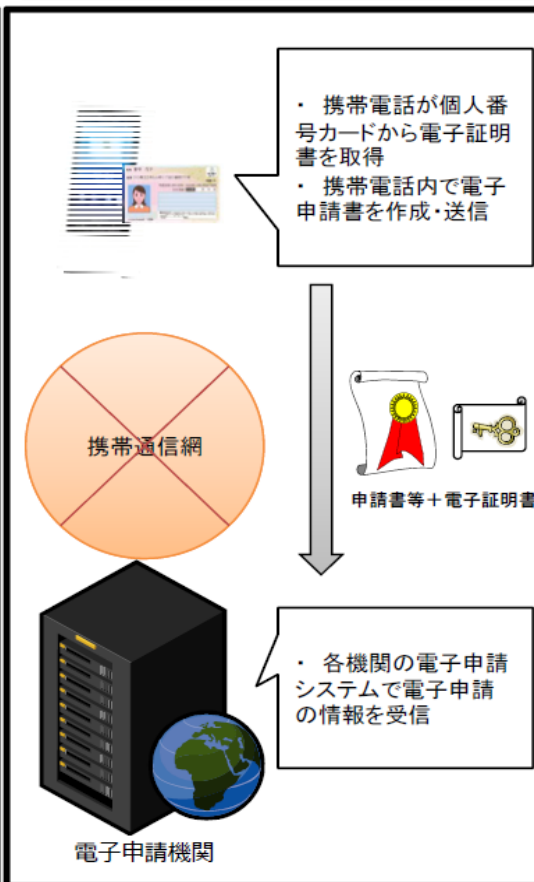 ・ 携帯電話が個人番
号カードから電子証明
書を取得
・ 携帯電話内で電子
申請書を作成・送信
携帯通信網
申請書等＋電子証明書
・ 各機関の電子申請
システムで電子申請
の情報を受信
電子申請機関